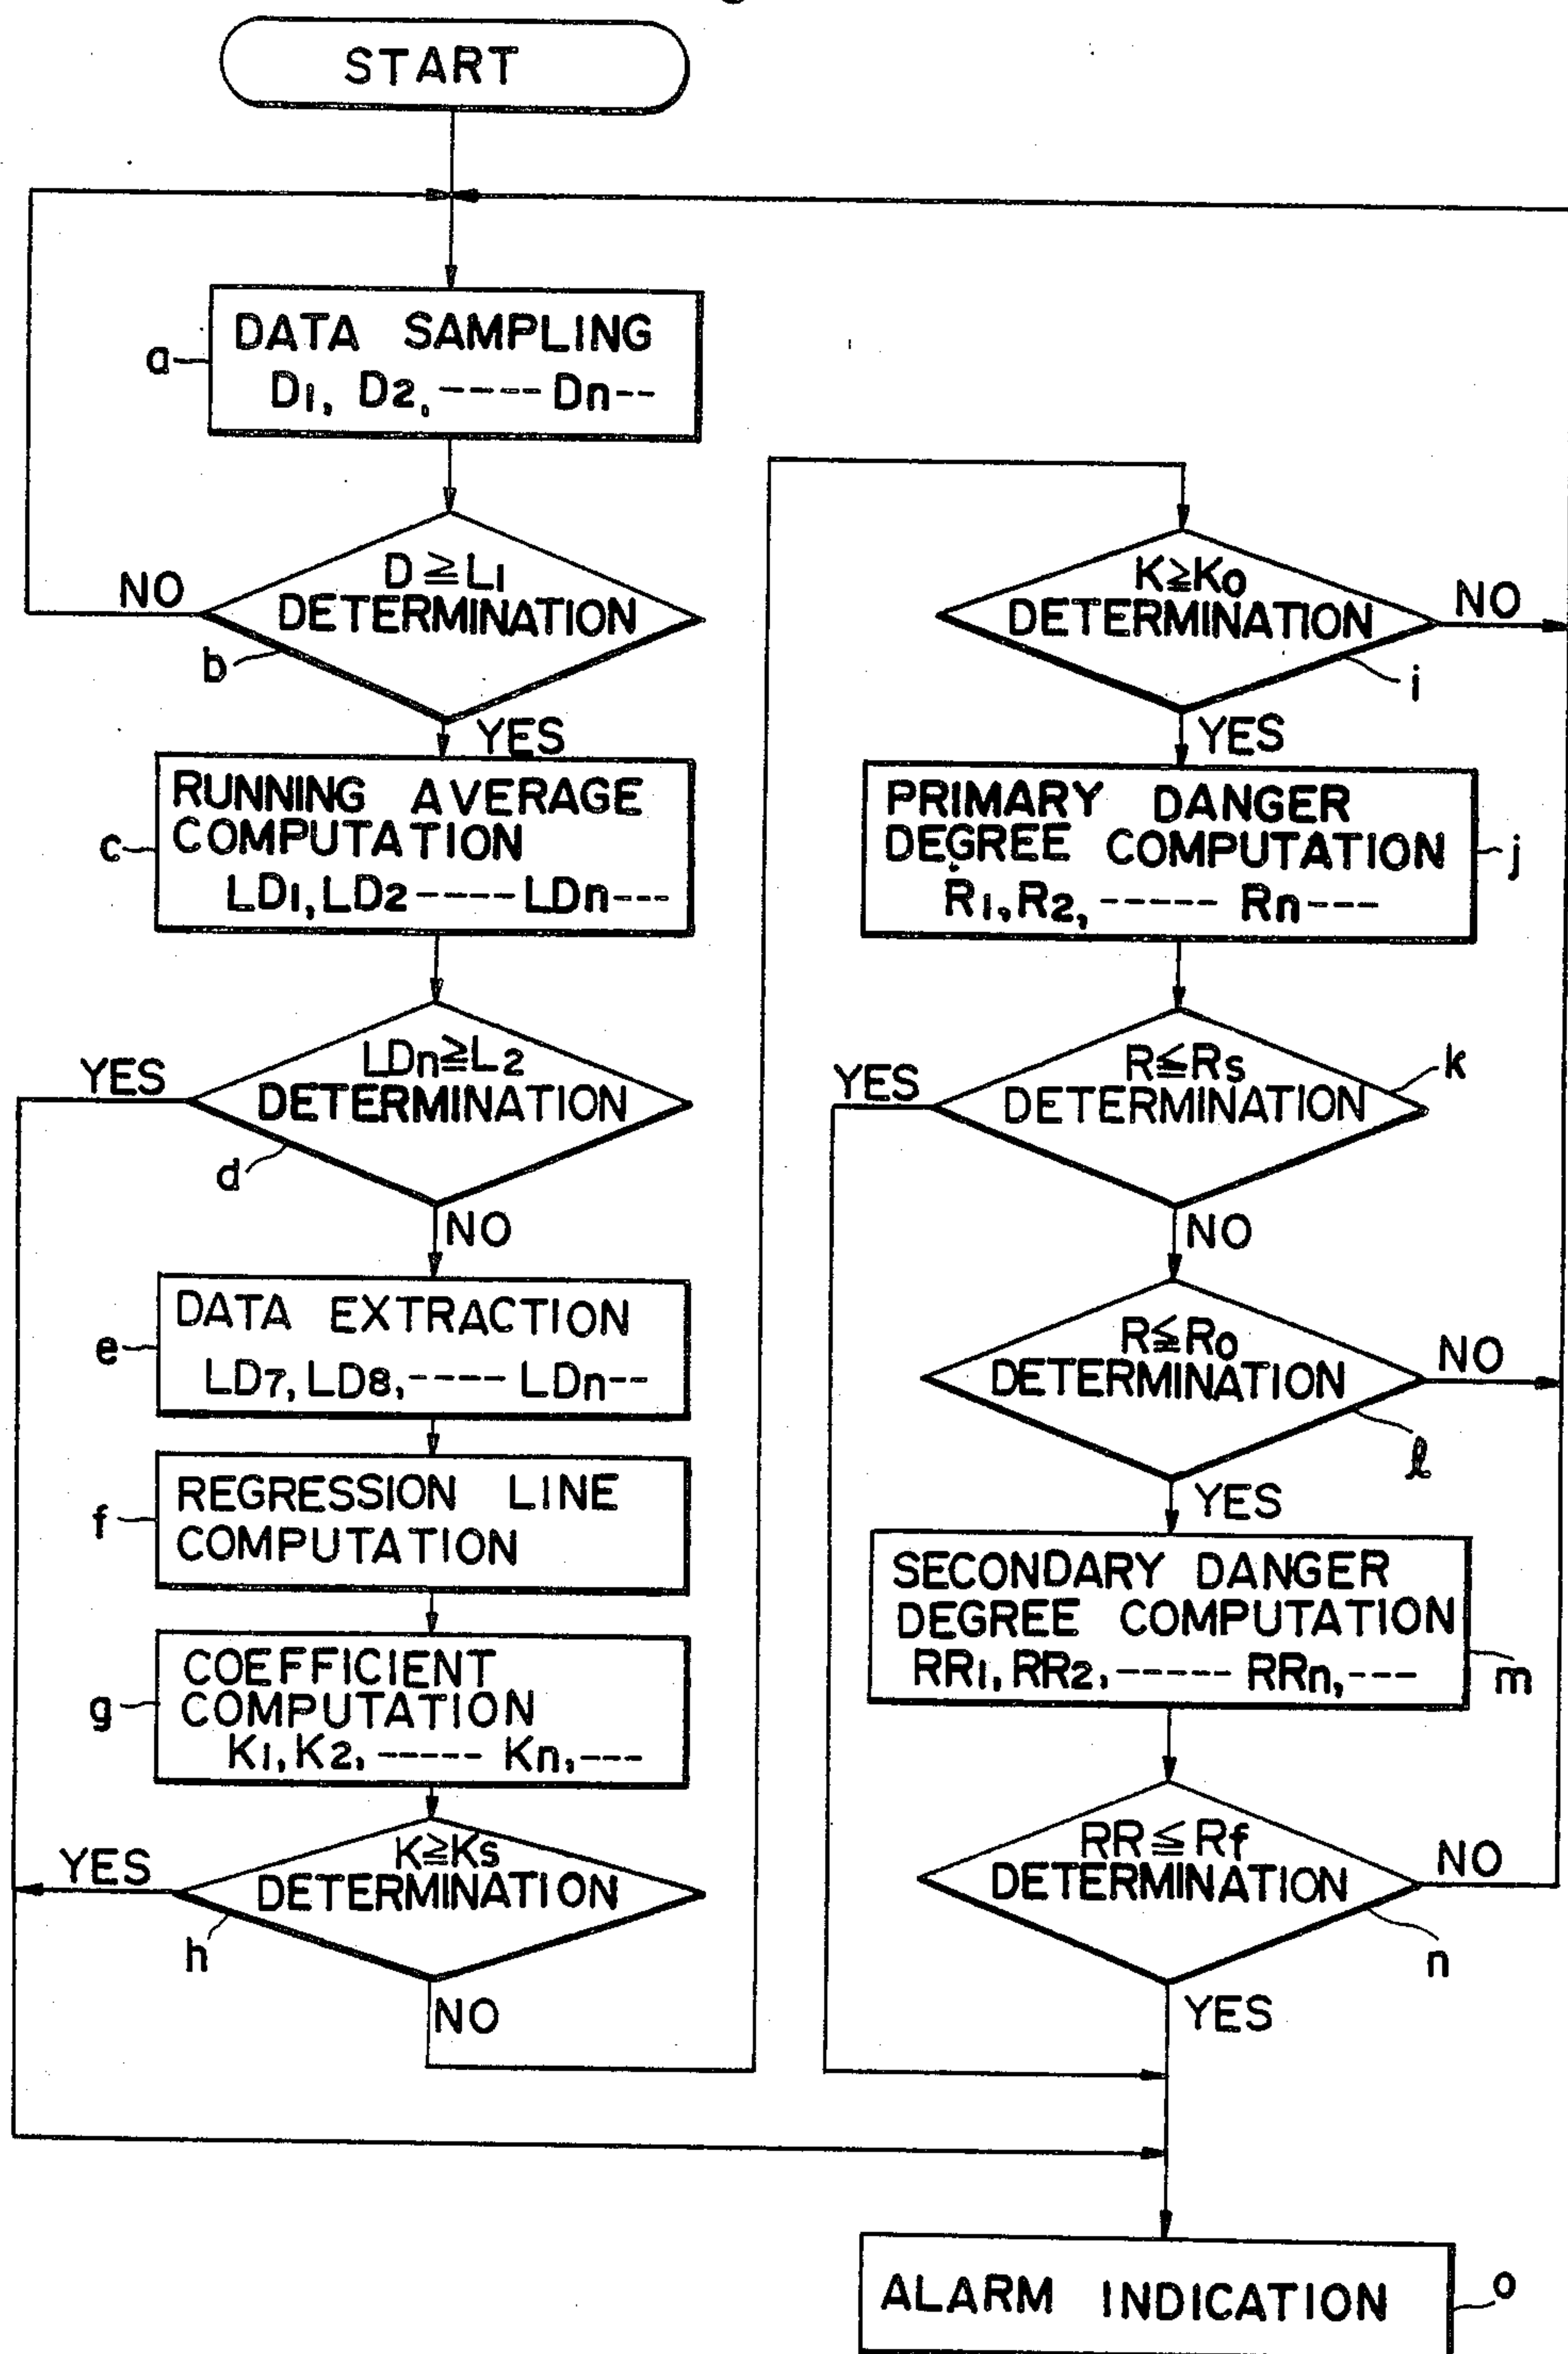 START
a
DATA SAMPLING
D1, D2, ----- Dn--
D ≧ L1
DETERMINATION
NO
b
YES
RUNNING AVERAGE
COMPUTATION
LD1, LD2 ----- LDn---
c
LDn ≧ L2
DETERMINATION
YES
d
NO
DATA EXTRACTION
LD7, LD8, ---- LDn--
e
REGRESSION LINE
COMPUTATION
f
COEFFICIENT
COMPUTATION
K1, K2, ----- Kn, ---
g
K ≧ Ks
DETERMINATION
YES
h
NO
K ≧ Ko
DETERMINATION
NO
i
YES
PRIMARY DANGER
DEGREE COMPUTATION
R1, R2, ----- Rn---
j
R ≦ Rs
DETERMINATION
YES
k
NO
R ≦ Ro
DETERMINATION
NO
ℓ
YES
SECONDARY DANGER
DEGREE COMPUTATION
RR1, RR2, ----- RRn, ---
m
RR ≦ Rf
DETERMINATION
NO
n
YES
ALARM INDICATION
o